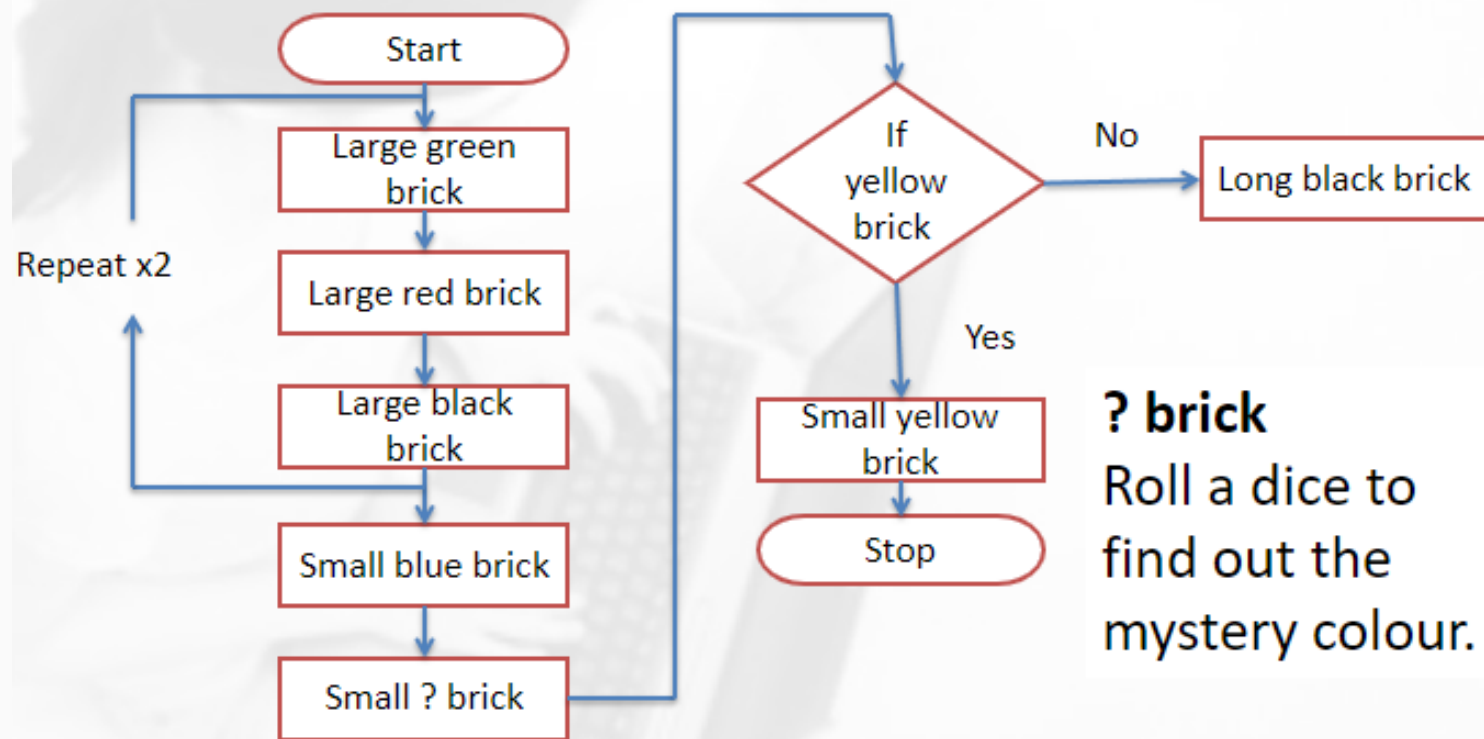 Start
Large green
brick
Repeat x2
Large red brick
Large black
brick
Small blue brick
Small ? brick
If
yellow
brick
No
Long black brick
Yes
Small yellow
brick
Stop
? brick
Roll a dice to
find out the
mystery colour.